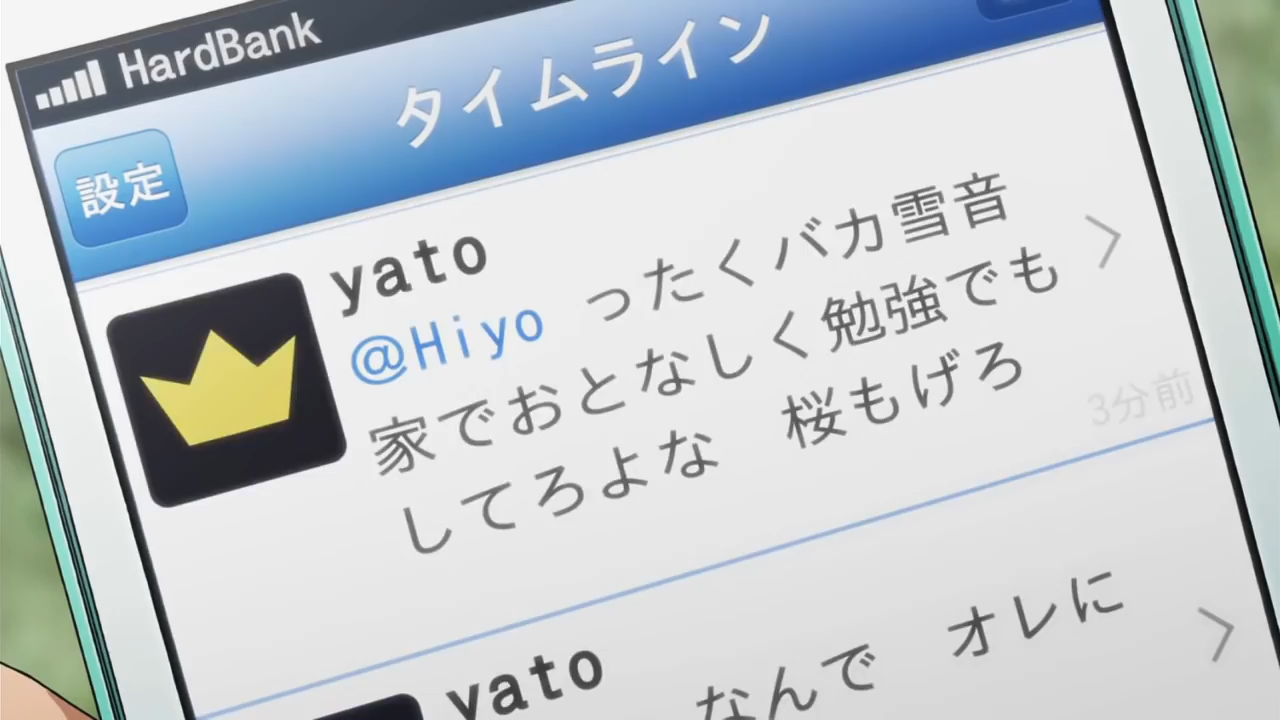 HardBank
タイムライン
設定
yato
@Hiyo ったくバカ雪音
家でおとなしく勉強でも
してろよな 桜もげろ
3分前
yato
なんで オレに